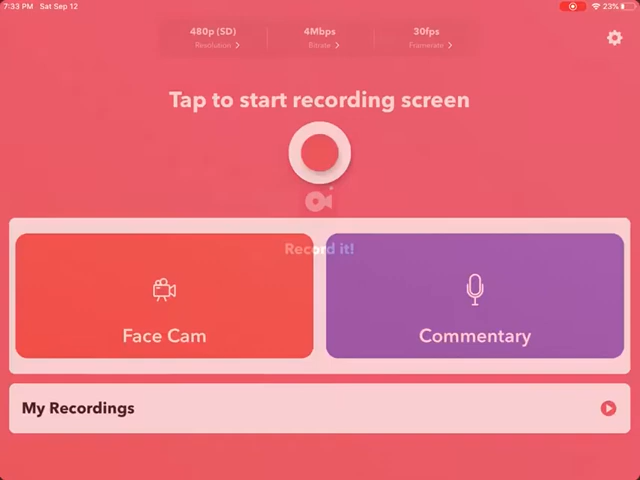 7:33 PM Sat Sep 12 23%
480p (SD) 4Mbps 30fps
Resolution > Bitrate > Framerate >
Tap to start recording screen
Record it!
Face Cam Commentary
My Recordings